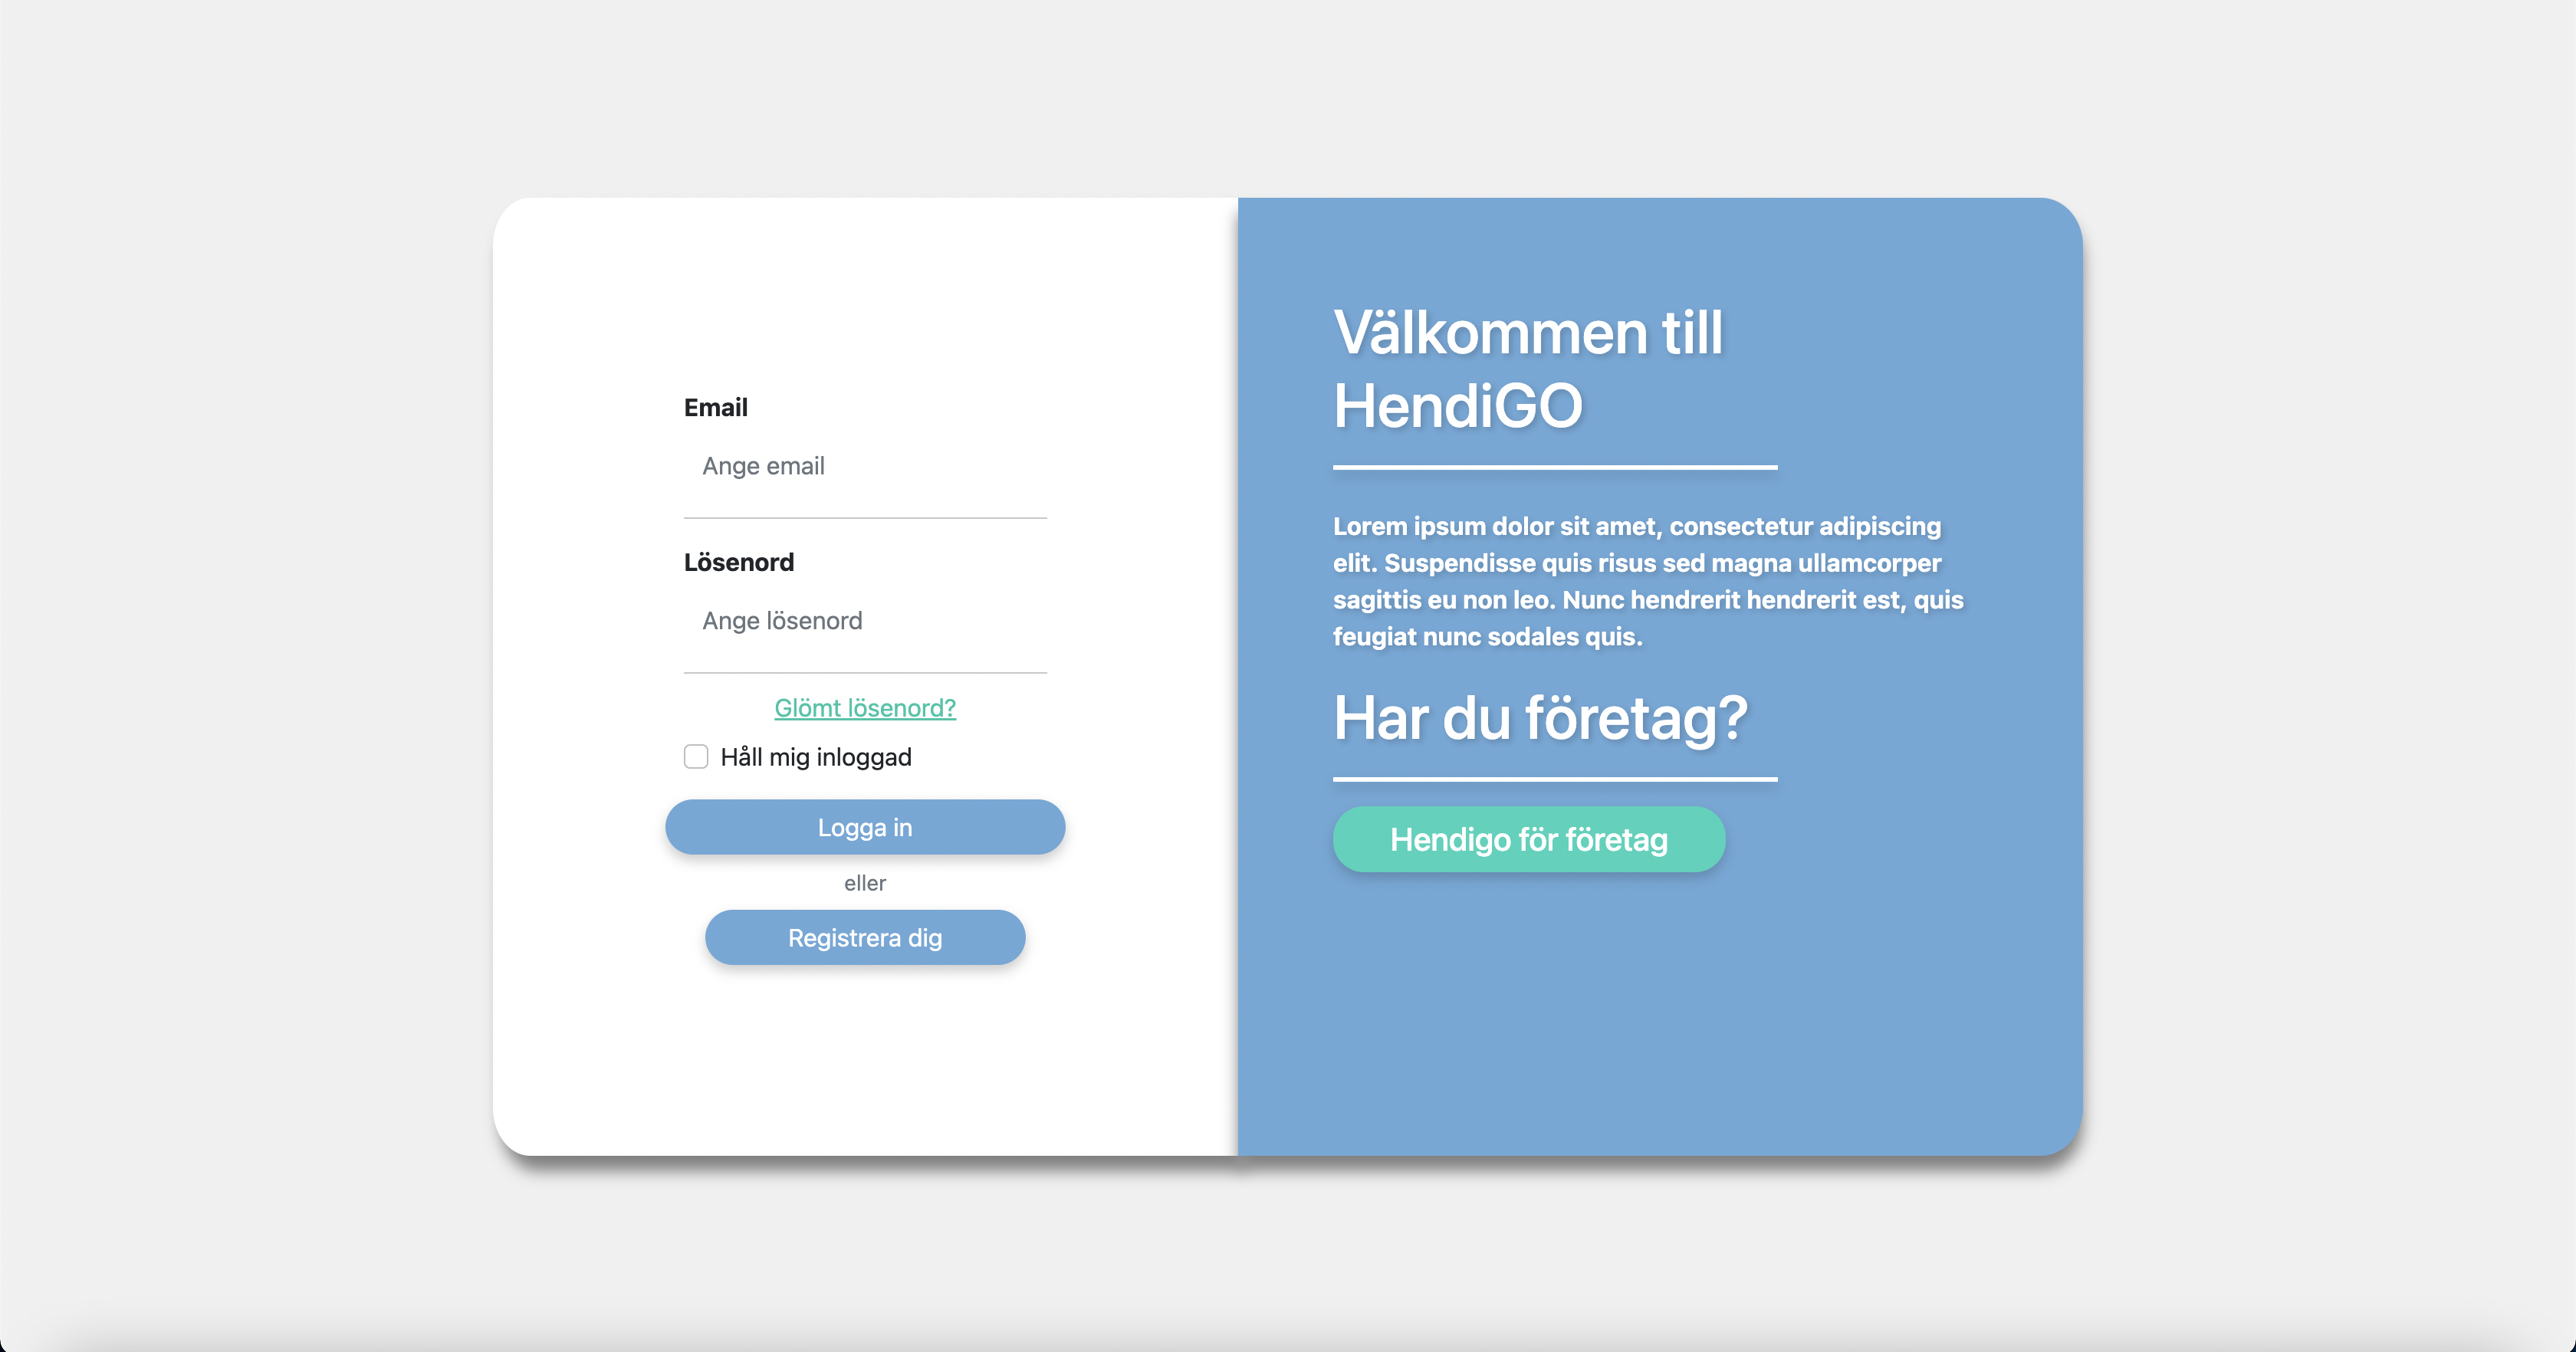 Email
Ange email
Lösenord
Ange lösenord
Glömt lösenord?
Håll mig inloggad
Logga in
eller
Registrera dig
Välkommen till
HendiGO
Lorem ipsum dolor sit amet, consectetur adipiscing
elit. Suspendisse quis risus sed magna ullamcorper
sagittis eu non leo. Nunc hendrerit hendrerit est, quis
feugiat nunc sodales quis.
Har du företag?
Hendigo för företag